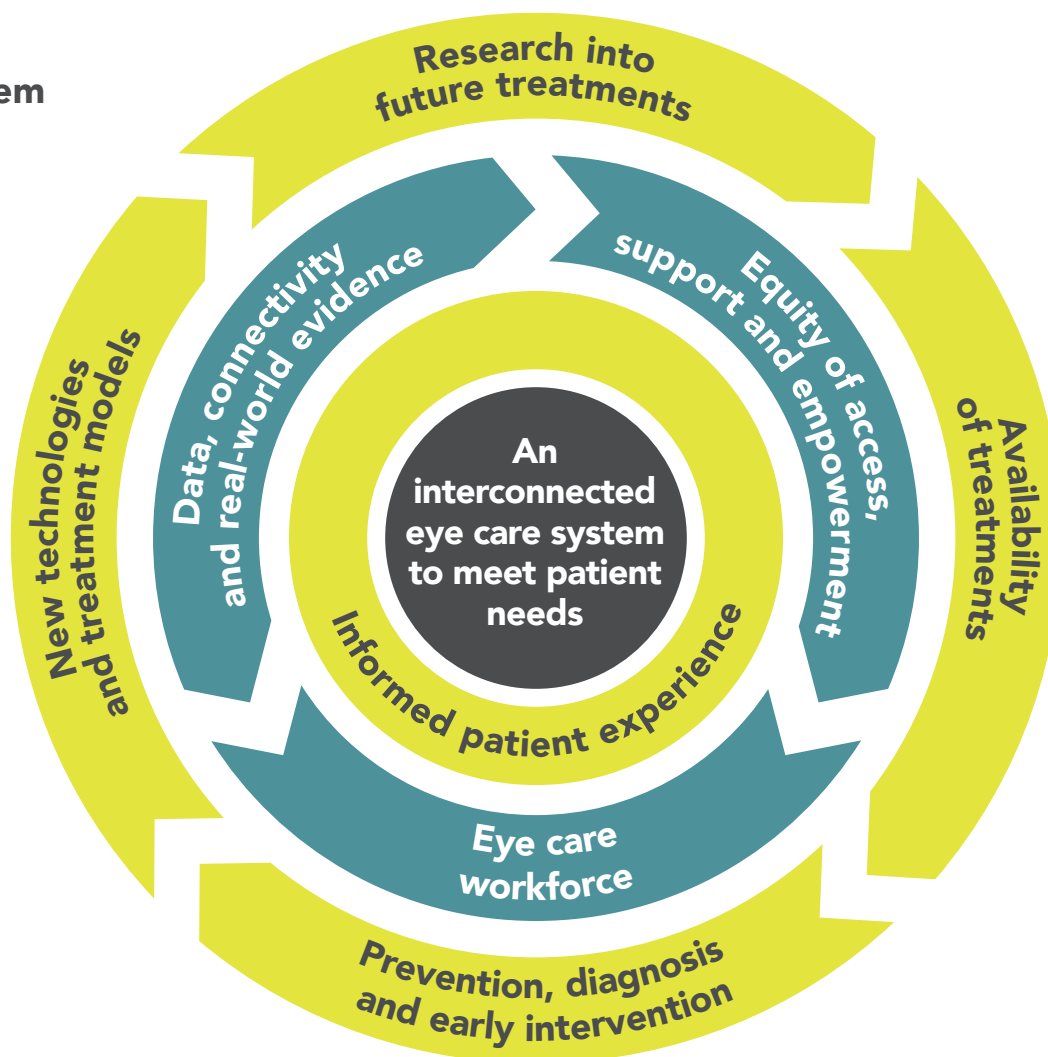 em
Research into
future treatments
Availability
of treatments
Prevention, diagnosis
and early intervention
New technologies
and treatment models
Data, connectivity
and real-world evidence
Equity of access,
support and empowerment
Eye care
workforce
Informed patient experience
An
interconnected
eye care system
to meet patient
needs